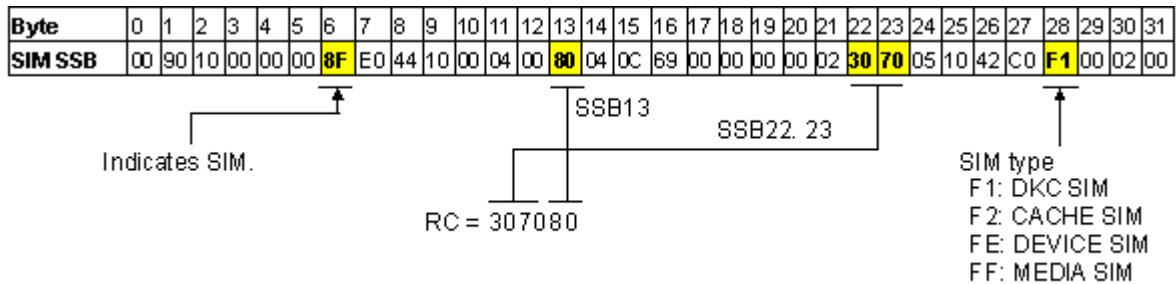 Byte 0 1 2 3 4 5 6 7 8 9 10 11 12 13 14 15 16 17 18 19 20 21 22 23 24 25 26 27 28 29 30 31
SIM SSB 00 90 10 00 00 00 8F E0 44 10 00 04 00 80 04 0C 69 00 00 00 00 02 30 70 05 10 42 C0 F1 00 02 00
SSB13
SSB22. 23
Indicates SIM.
SIM type
F1: DKC SIM
F2: CACHE SIM
FE: DEVICE SIM
FF: MEDIA SIM
RC = 307080